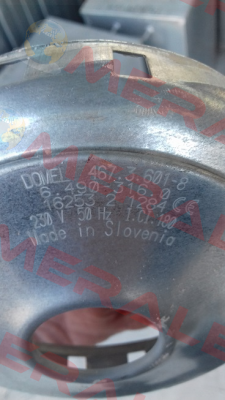 DOMEL 467.3.601-8
6.490-316.0
16253 2 1284 CE
230 V 50 Hz I.Cl.180
Made in Slovenia